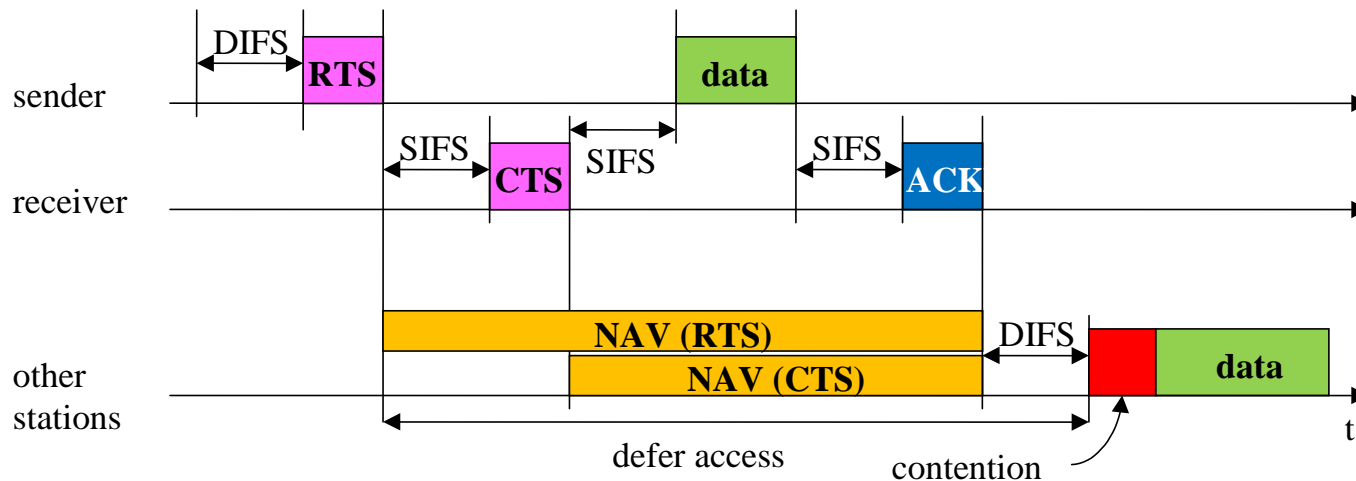 DIFS
RTS
data
sender
SIFS
SIFS
SIFS
CTS
ACK
receiver
NAV (RTS)
DIFS
NAV (CTS)
data
other
stations
t
defer access
contention